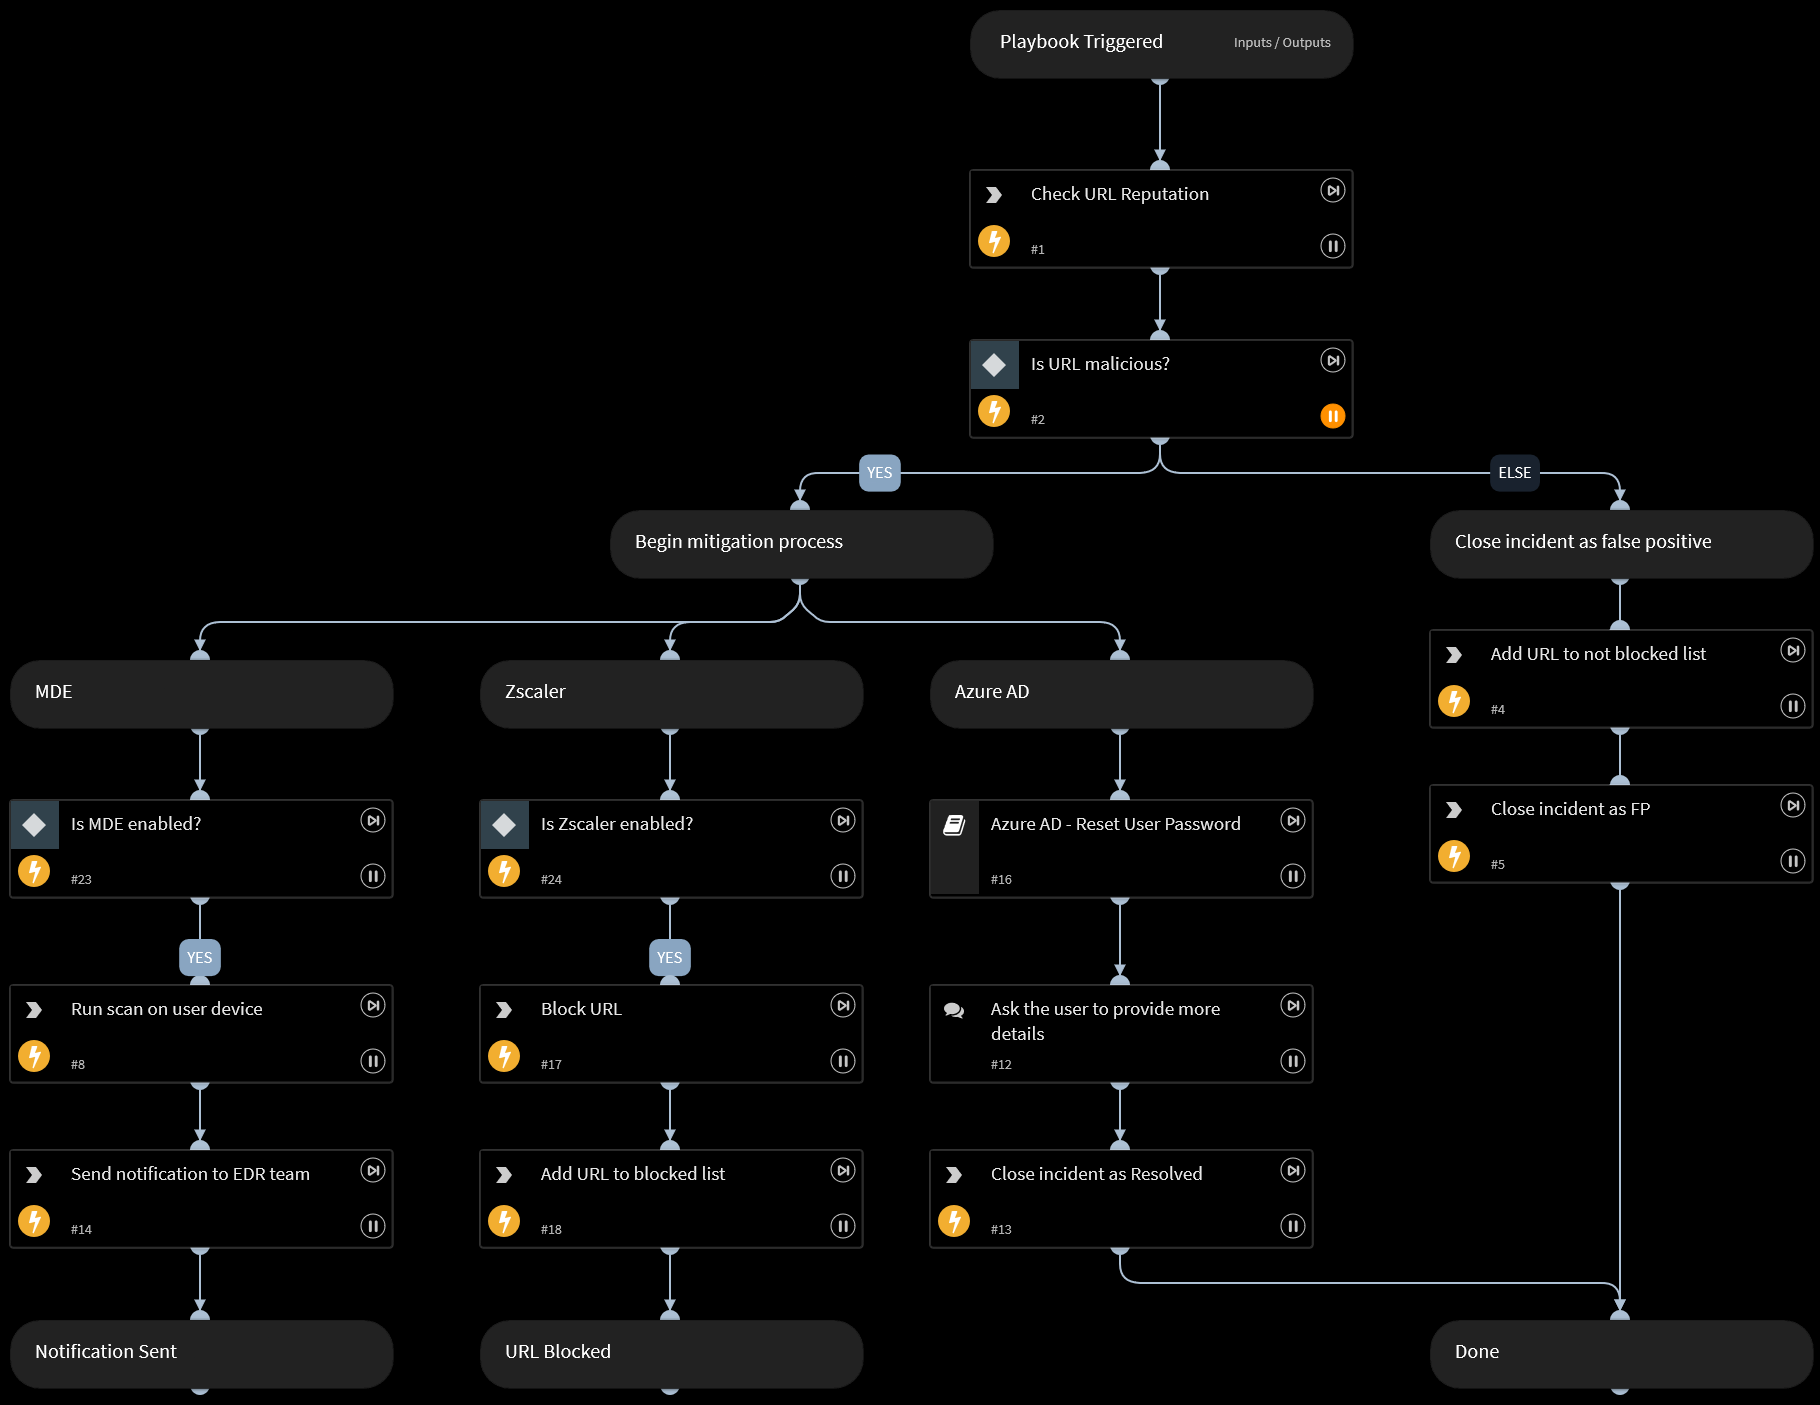 Playbook Triggered Inputs / Outputs
Check URL Reputation
#1
Is URL malicious?
#2
YES
ELSE
Begin mitigation process
Close incident as false positive
Add URL to not blocked list
#4
MDE
Zscaler
Azure AD
Close incident as FP
#5
Is MDE enabled?
#23
Is Zscaler enabled?
#24
Azure AD - Reset User Password
#16
YES
YES
Run scan on user device
#8
Block URL
#17
Ask the user to provide more
details
#12
Send notification to EDR team
#14
Add URL to blocked list
#18
Close incident as Resolved
#13
Notification Sent
URL Blocked
Done